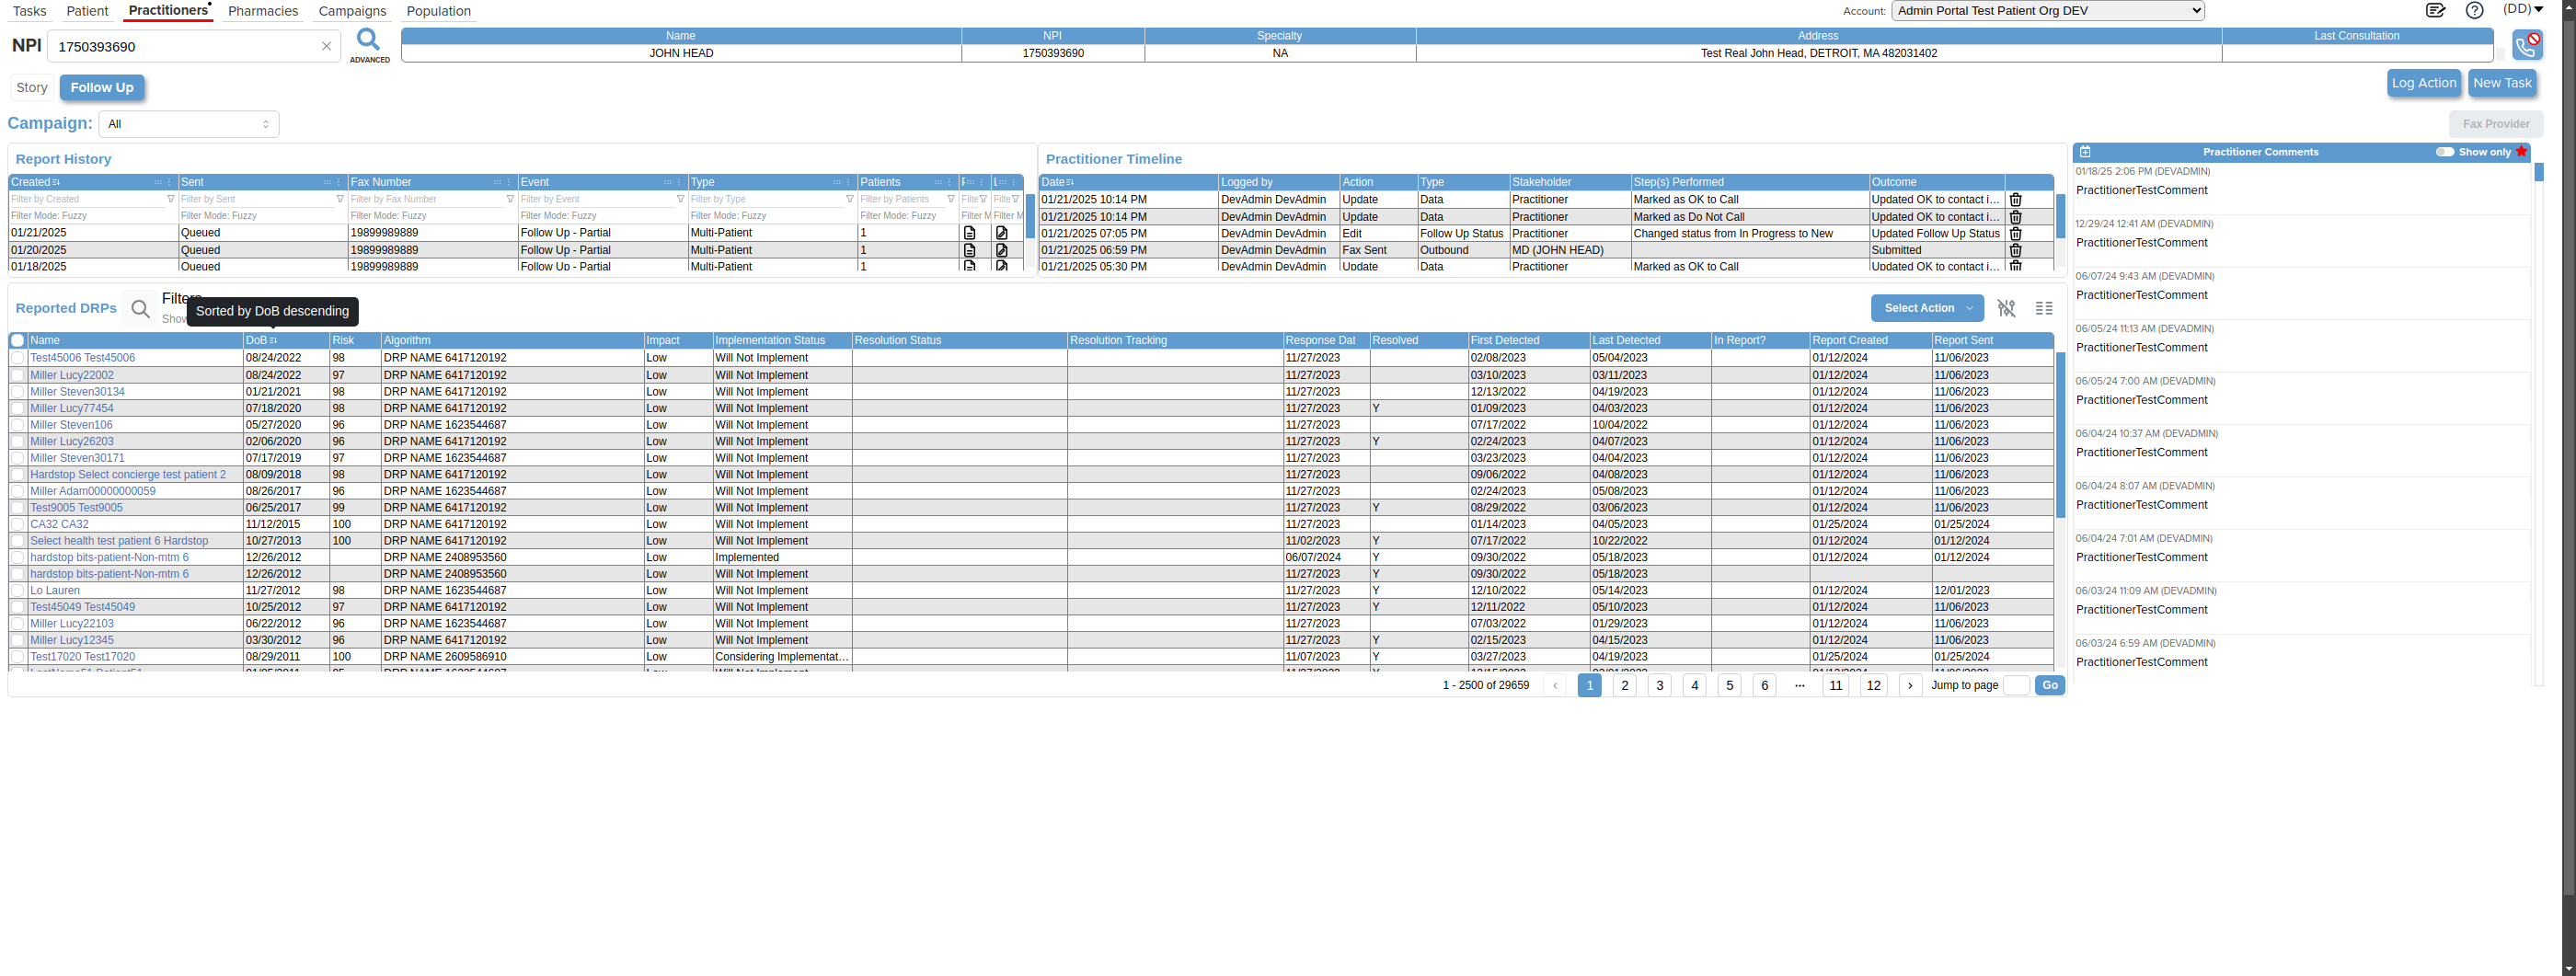 Tasks Patient Practitioners Pharmacies Campaigns Population Account: Admin Portal Test Patient Org DEV (DD)
NPI 1750393690 ADVANCED
Name NPI Specialty Address Last Consultation
JOHN HEAD 1750393690 NA Test Real John Head, DETROIT, MA 482031402
Story Follow Up Log Action New Task
Campaign: All Fax Provider
Report History
Created Sent Fax Number Event Type Patients
Filter by Created Filter by Sent Filter by Fax Number Filter by Event Filter by Type Filter by Patients Filte Filte
Filter Mode: Fuzzy Filter Mode: Fuzzy Filter Mode: Fuzzy Filter Mode: Fuzzy Filter Mode: Fuzzy Filter Mode: Fuzzy Filter M Filter M
01/21/2025 Queued 19899989889 Follow Up - Partial Multi-Patient 1
01/20/2025 Queued 19899989889 Follow Up - Partial Multi-Patient 1
01/18/2025 Queued 19899989889 Follow Up - Partial Multi-Patient 1
Practitioner Timeline
Date Logged by Action Type Stakeholder Step(s) Performed Outcome
01/21/2025 10:14 PM DevAdmin DevAdmin Update Data Practitioner Marked as OK to Call Updated OK to contact i...
01/21/2025 10:14 PM DevAdmin DevAdmin Update Data Practitioner Marked as Do Not Call Updated OK to contact i...
01/21/2025 07:05 PM DevAdmin DevAdmin Edit Follow Up Status Practitioner Changed status from In Progress to New Updated Follow Up Status
01/21/2025 06:59 PM DevAdmin DevAdmin Fax Sent Outbound MD (JOHN HEAD) Submitted
01/21/2025 05:30 PM DevAdmin DevAdmin Update Data Practitioner Marked as OK to Call Updated OK to contact i...
Practitioner Comments Show only
01/18/25 2:06 PM (DEVADMIN)
PractitionerTestComment
12/29/24 12:41 AM (DEVADMIN)
PractitionerTestComment
06/07/24 9:43 AM (DEVADMIN)
PractitionerTestComment
06/05/24 11:13 AM (DEVADMIN)
PractitionerTestComment
06/05/24 7:00 AM (DEVADMIN)
PractitionerTestComment
06/04/24 10:37 AM (DEVADMIN)
PractitionerTestComment
06/04/24 8:07 AM (DEVADMIN)
PractitionerTestComment
06/04/24 7:01 AM (DEVADMIN)
PractitionerTestComment
06/03/24 11:09 AM (DEVADMIN)
PractitionerTestComment
06/03/24 6:59 AM (DEVADMIN)
PractitionerTestComment
Reported DRPs Filters Select Action
Sorted by DoB descending
Name DoB Risk Algorithm Impact Implementation Status Resolution Status Resolution Tracking Response Dat Resolved First Detected Last Detected In Report? Report Created Report Sent
Test45006 Test45006 08/24/2022 98 DRP NAME 6417120192 Low Will Not Implement 11/27/2023 02/08/2023 05/04/2023 01/12/2024 11/06/2023
Miller Lucy22002 08/24/2022 97 DRP NAME 6417120192 Low Will Not Implement 11/27/2023 03/10/2023 03/11/2023 01/12/2024 11/06/2023
Miller Steven30134 01/21/2021 98 DRP NAME 6417120192 Low Will Not Implement 11/27/2023 12/13/2022 04/19/2023 01/12/2024 11/06/2023
Miller Lucy77454 07/18/2020 98 DRP NAME 6417120192 Low Will Not Implement 11/27/2023 Y 01/09/2023 04/03/2023 01/12/2024 11/06/2023
Miller Steven106 05/27/2020 96 DRP NAME 1623544687 Low Will Not Implement 11/27/2023 07/17/2022 10/04/2022 01/12/2024 11/06/2023
Miller Lucy26203 02/06/2020 96 DRP NAME 6417120192 Low Will Not Implement 11/27/2023 Y 02/24/2023 04/07/2023 01/12/2024 11/06/2023
Miller Steven30171 07/17/2019 97 DRP NAME 1623544687 Low Will Not Implement 11/27/2023 03/23/2023 04/04/2023 01/12/2024 11/06/2023
Hardstop Select concierge test patient 2 08/09/2018 98 DRP NAME 6417120192 Low Will Not Implement 11/27/2023 09/06/2022 04/08/2023 01/12/2024 11/06/2023
Miller Adam00000000059 08/26/2017 96 DRP NAME 1623544687 Low Will Not Implement 11/27/2023 02/24/2023 05/08/2023 01/12/2024 11/06/2023
Test9005 Test9005 06/25/2017 99 DRP NAME 6417120192 Low Will Not Implement 11/27/2023 Y 08/29/2022 03/06/2023 01/12/2024 11/06/2023
CA32 CA32 11/12/2015 100 DRP NAME 6417120192 Low Will Not Implement 11/27/2023 01/14/2023 04/05/2023 01/25/2024 01/25/2024
Select health test patient 6 Hardstop 10/27/2013 100 DRP NAME 6417120192 Low Will Not Implement 11/02/2023 Y 07/17/2022 10/22/2022 01/12/2024 01/12/2024
hardstop bits-patient-Non-mtm 6 12/26/2012 DRP NAME 2408953560 Low Implemented 06/07/2024 Y 09/30/2022 05/18/2023 01/12/2024 01/12/2024
hardstop bits-patient-Non-mtm 6 12/26/2012 DRP NAME 2408953560 Low Will Not Implement 11/27/2023 Y 09/30/2022 05/18/2023
Lo Lauren 11/27/2012 98 DRP NAME 1623544687 Low Will Not Implement 11/27/2023 Y 12/10/2022 05/14/2023 01/12/2024 12/01/2023
Test45049 Test45049 10/25/2012 97 DRP NAME 6417120192 Low Will Not Implement 11/27/2023 Y 12/11/2022 05/10/2023 01/12/2024 11/06/2023
Miller Lucy22103 06/22/2012 96 DRP NAME 1623544687 Low Will Not Implement 11/27/2023 07/03/2022 01/29/2023 01/12/2024 11/06/2023
Miller Lucy12345 03/30/2012 96 DRP NAME 6417120192 Low Will Not Implement 11/27/2023 Y 02/15/2023 04/15/2023 01/12/2024 11/06/2023
Test17020 Test17020 08/29/2011 100 DRP NAME 2609586910 Low Considering Implementat... 11/07/2023 Y 03/27/2023 04/19/2023 01/25/2024 01/25/2024
1 - 2500 of 29659 1 2 3 4 5 6 ... 11 12 Jump to page Go